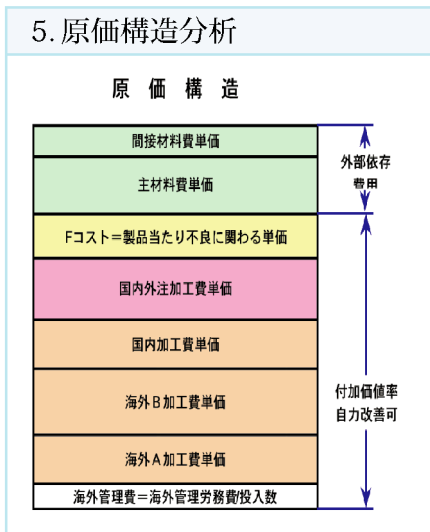 5.原価構造分析
原価構造
間接材料費単価
主材料費単価
外部依存
費用
Fコスト＝製品当たり不良に関わる単価
国内外注加工費単価
国内加工費単価
海外B加工費単価
付加価値率
自力改善可
海外A加工費単価
海外管理費＝海外管理労務費/投入数